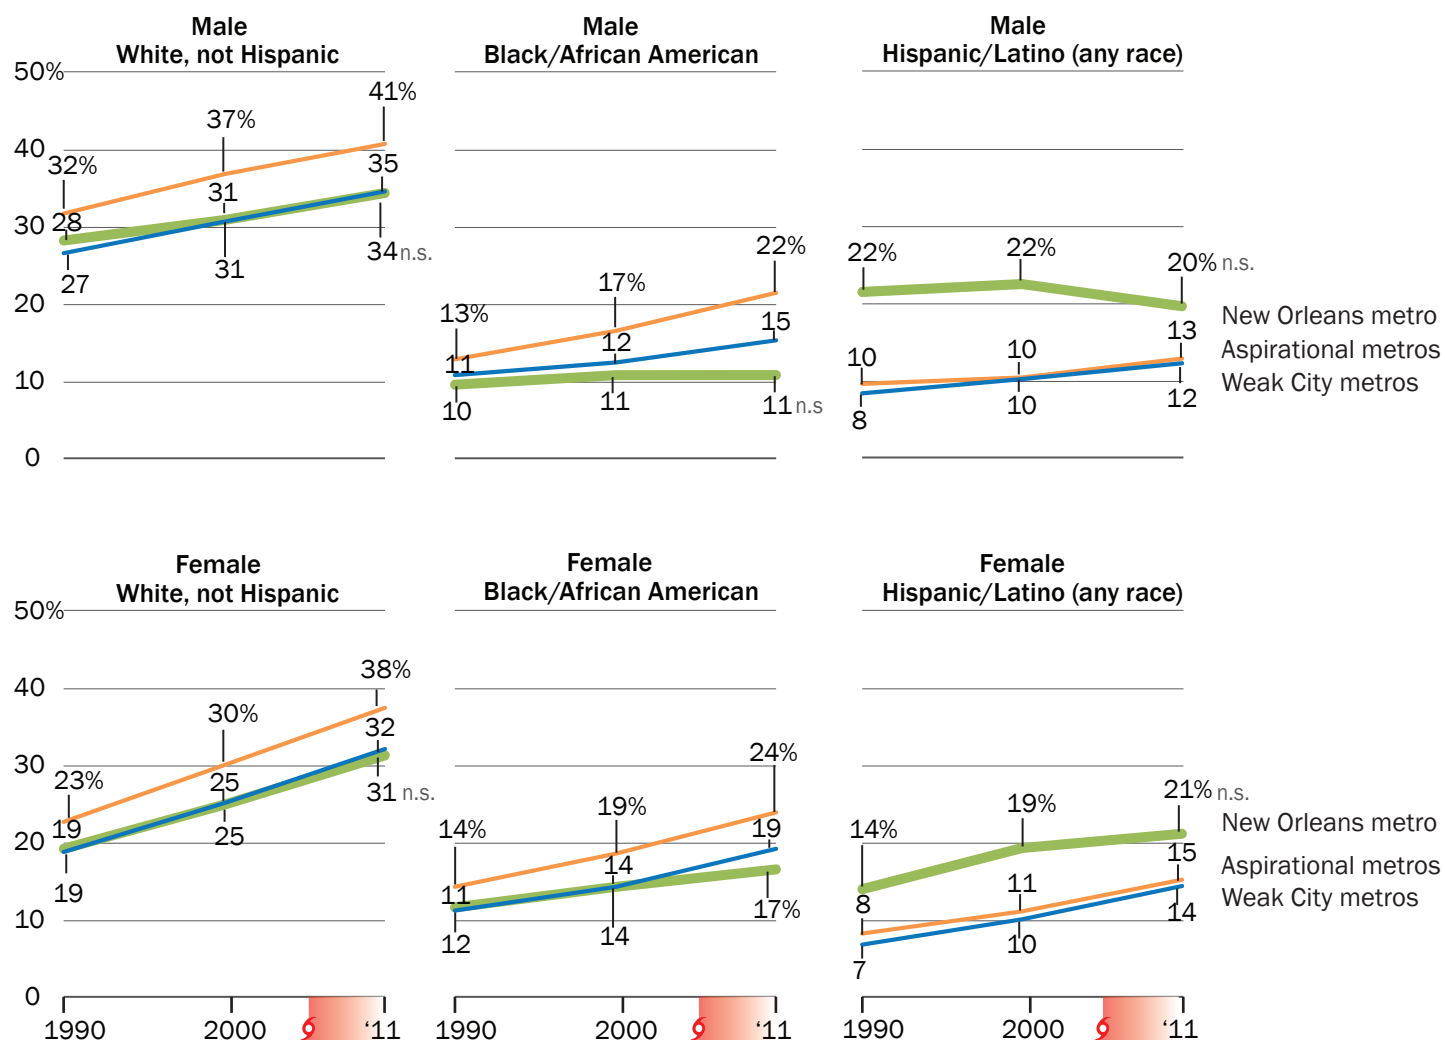 Male
White, not Hispanic
Male
Black/African American
Male
Hispanic/Latino (any race)
50%
40
30
20
10
0
32%
37%
41%
28
31
35
27
31
34 n.s.
13%
17%
22%
11
12
15
10
11
11 n.s
22%
22%
20% n.s.
10
10
13
8
10
12
New Orleans metro
Aspirational metros
Weak City metros
Female
White, not Hispanic
Female
Black/African American
Female
Hispanic/Latino (any race)
50%
40
30
20
10
0
23%
30%
38%
19
25
32
19
25
31 n.s.
14%
19%
24%
11
14
19
12
14
17%
14%
19%
21% n.s.
8
11
15
7
10
14
New Orleans metro
Aspirational metros
Weak City metros
1990 2000 ‘11
1990 2000 ‘11
1990 2000 ‘11